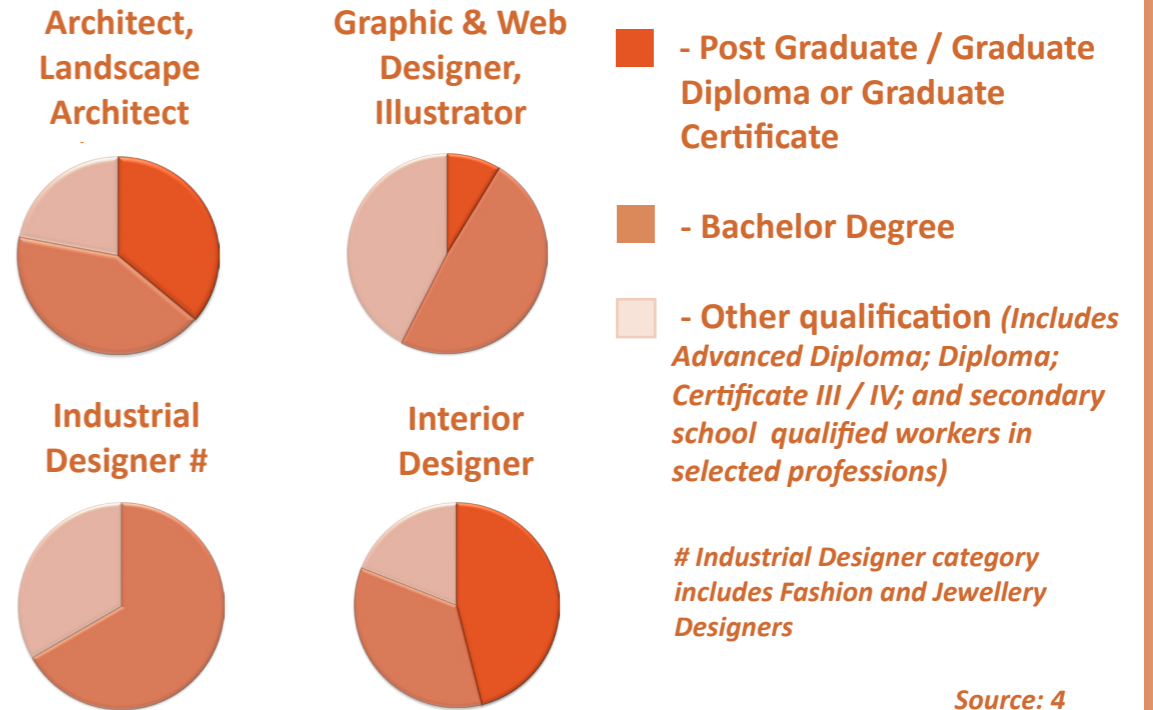 Architect,
Landscape
Architect
Graphic & Web
Designer,
Illustrator
Industrial
Designer #
Interior
Designer
- Post Graduate / Graduate
Diploma or Graduate
Certificate
- Bachelor Degree
- Other qualification (Includes
Advanced Diploma; Diploma;
Certificate III / IV; and secondary
school qualified workers in
selected professions)
# Industrial Designer category
includes Fashion and Jewellery
Designers
Source: 4